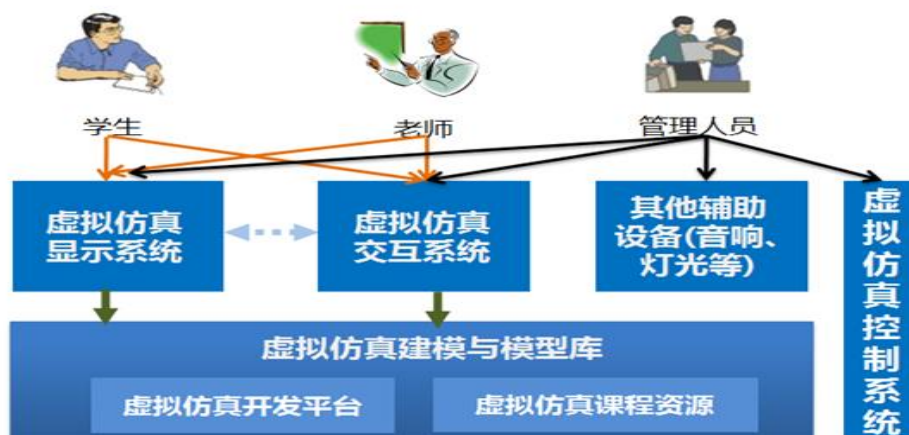 学生
老师
管理人员
虚拟仿真
显示系统
虚拟仿真
交互系统
其他辅助
设备(音响、
灯光等)
虚拟仿真控制系统
虚拟仿真建模与模型库
虚拟仿真开发平台
虚拟仿真课程资源